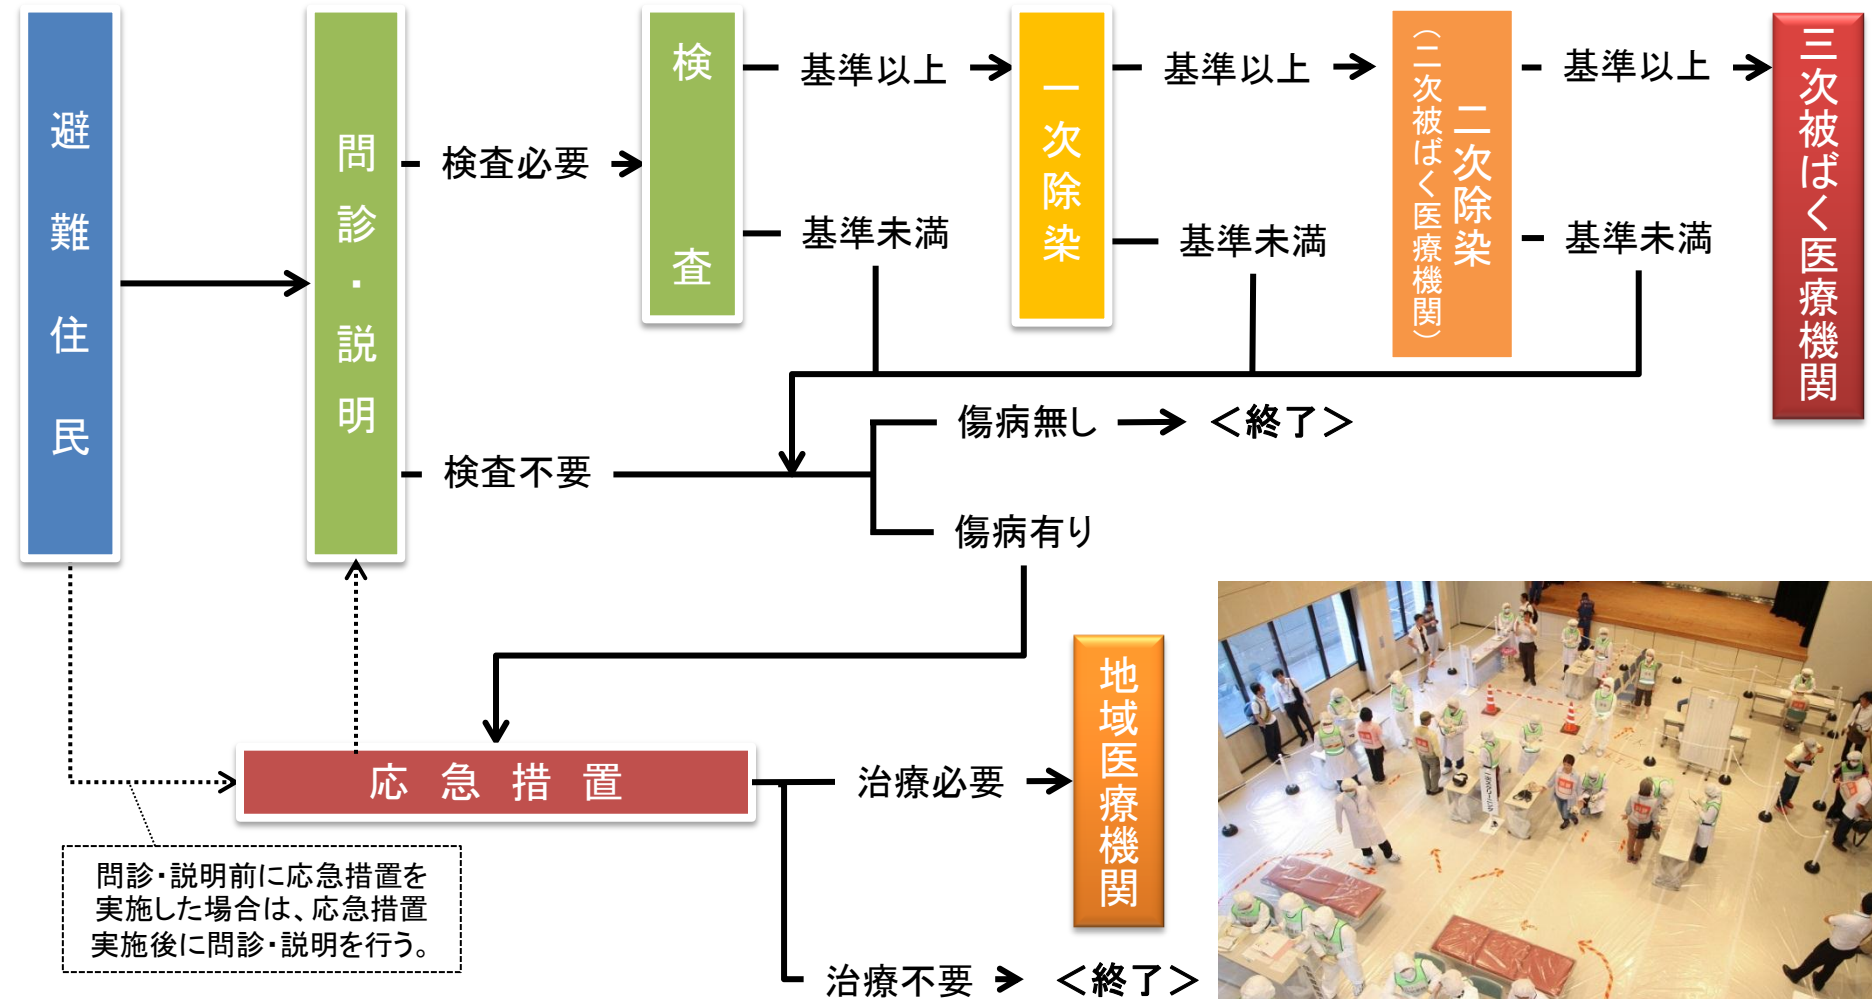 避難住民
問診・説明
検査必要
検査不要
検査
基準以上
基準未満
一次除染
基準以上
基準未満
二次除染
（二次被ばく医療機関）
基準以上
基準未満
三次被ばく医療機関
傷病無し
＜終了＞
傷病有り
応急措置
治療必要
地域医療機関
治療不要
＜終了＞
問診・説明前に応急措置を
実施した場合は、応急措置
実施後に問診・説明を行う。